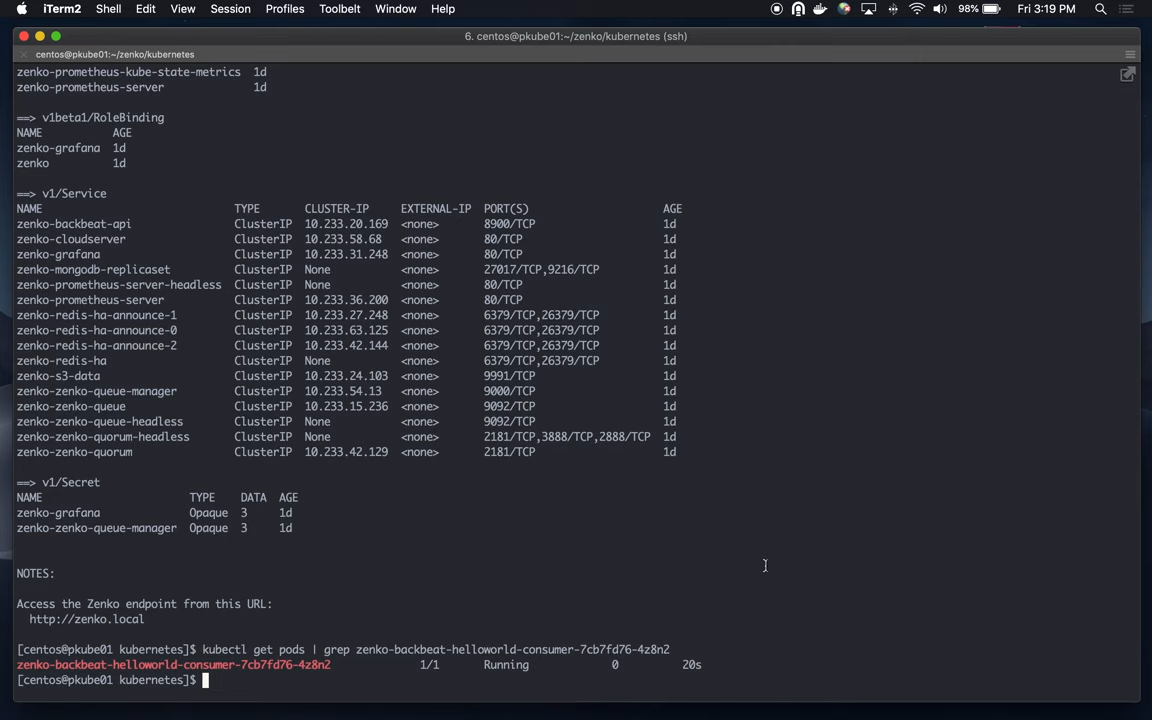 iTerm2 Shell Edit View Session Profiles Toolbelt Window Help 98% Fri 3:19 PM
6. centos@pkube01:~/zenko/kubernetes (ssh)
centos@pkube01:~/zenko/kubernetes
zenko-prometheus-kube-state-metrics 1d
zenko-prometheus-server 1d
==> v1beta1/RoleBinding
NAME AGE
zenko-grafana 1d
zenko 1d
==> v1/Service
NAME TYPE CLUSTER-IP EXTERNAL-IP PORT(S) AGE
zenko-backbeat-api ClusterIP 10.233.20.169 <none> 8900/TCP 1d
zenko-cloudserver ClusterIP 10.233.58.68 <none> 80/TCP 1d
zenko-grafana ClusterIP 10.233.31.248 <none> 80/TCP 1d
zenko-mongodb-replicaset ClusterIP None <none> 27017/TCP,9216/TCP 1d
zenko-prometheus-server-headless ClusterIP None <none> 80/TCP 1d
zenko-prometheus-server ClusterIP 10.233.36.200 <none> 80/TCP 1d
zenko-redis-ha-announce-1 ClusterIP 10.233.27.248 <none> 6379/TCP,26379/TCP 1d
zenko-redis-ha-announce-0 ClusterIP 10.233.63.125 <none> 6379/TCP,26379/TCP 1d
zenko-redis-ha-announce-2 ClusterIP 10.233.42.144 <none> 6379/TCP,26379/TCP 1d
zenko-redis-ha ClusterIP None <none> 6379/TCP,26379/TCP 1d
zenko-s3-data ClusterIP 10.233.24.103 <none> 9991/TCP 1d
zenko-zenko-queue-manager ClusterIP 10.233.54.13 <none> 9000/TCP 1d
zenko-zenko-queue ClusterIP 10.233.15.236 <none> 9092/TCP 1d
zenko-zenko-queue-headless ClusterIP None <none> 9092/TCP 1d
zenko-zenko-quorum-headless ClusterIP None <none> 2181/TCP,3888/TCP,2888/TCP 1d
zenko-zenko-quorum ClusterIP 10.233.42.129 <none> 2181/TCP 1d
==> v1/Secret
NAME TYPE DATA AGE
zenko-grafana Opaque 3 1d
zenko-zenko-queue-manager Opaque 3 1d
NOTES:
Access the Zenko endpoint from this URL:
http://zenko.local
[centos@pkube01 kubernetes]$ kubectl get pods | grep zenko-backbeat-helloworld-consumer-7cb7fd76-4z8n2
zenko-backbeat-helloworld-consumer-7cb7fd76-4z8n2 1/1 Running 0 20s
[centos@pkube01 kubernetes]$